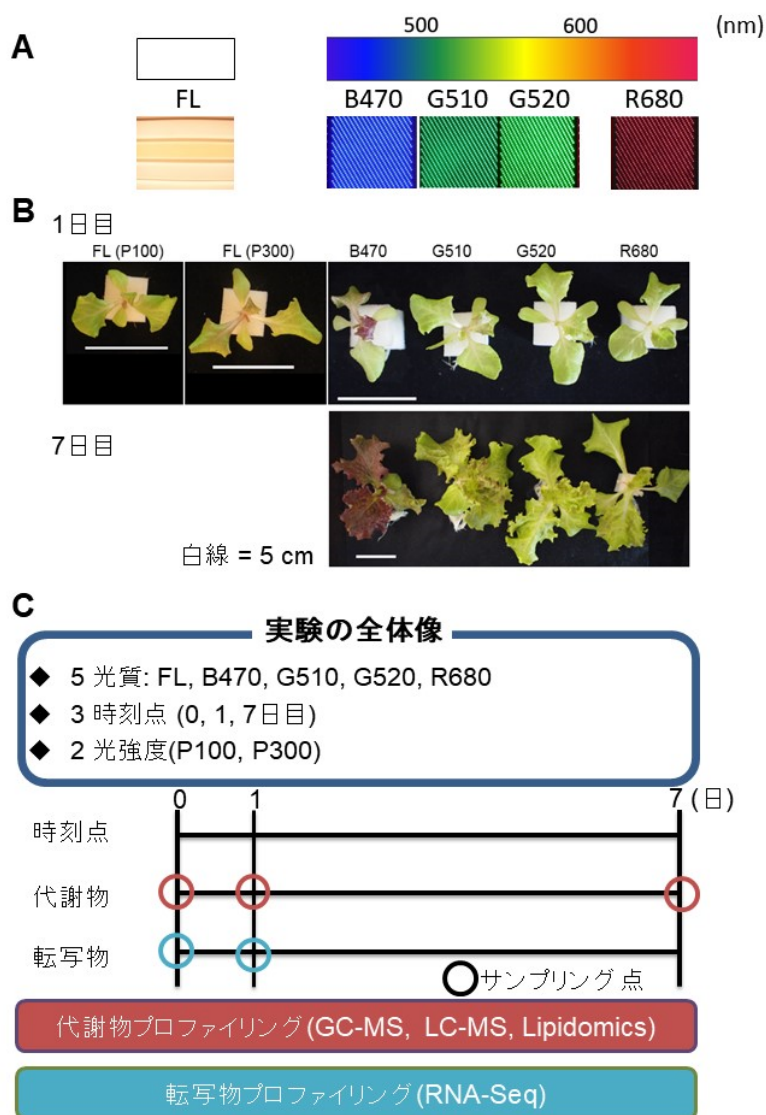 A
500 600 (nm)
FL
B470 G510 G520 R680
B
1日目
FL (P100) FL (P300) B470 G510 G520 R680
7日目
白線 = 5 cm
C
実験の全体像
◆ 5 光質: FL, B470, G510, G520, R680
◆ 3 時刻点 (0, 1, 7日目)
◆ 2 光強度(P100, P300)
0 1 7 (日)
時刻点
代謝物
転写物
サンプリング点
代謝物プロファイリング(GC-MS, LC-MS, Lipidomics)
転写物プロファイリング(RNA-Seq)